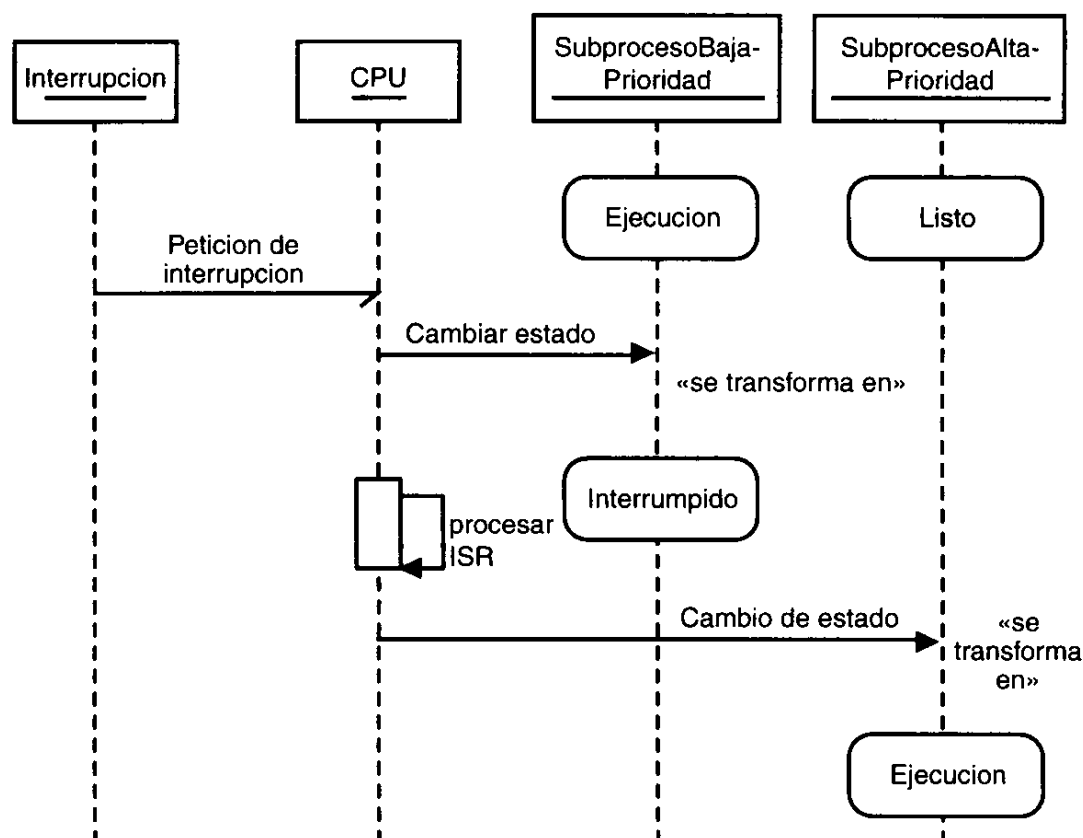 Interrupcion
CPU
SubprocesoBaja-
Prioridad
SubprocesoAlta-
Prioridad
Ejecucion
Listo
Peticion de
interrupcion
Cambiar estado
«se transforma en»
Interrumpido
procesar
ISR
Cambio de estado
«se
transforma
en»
Ejecucion